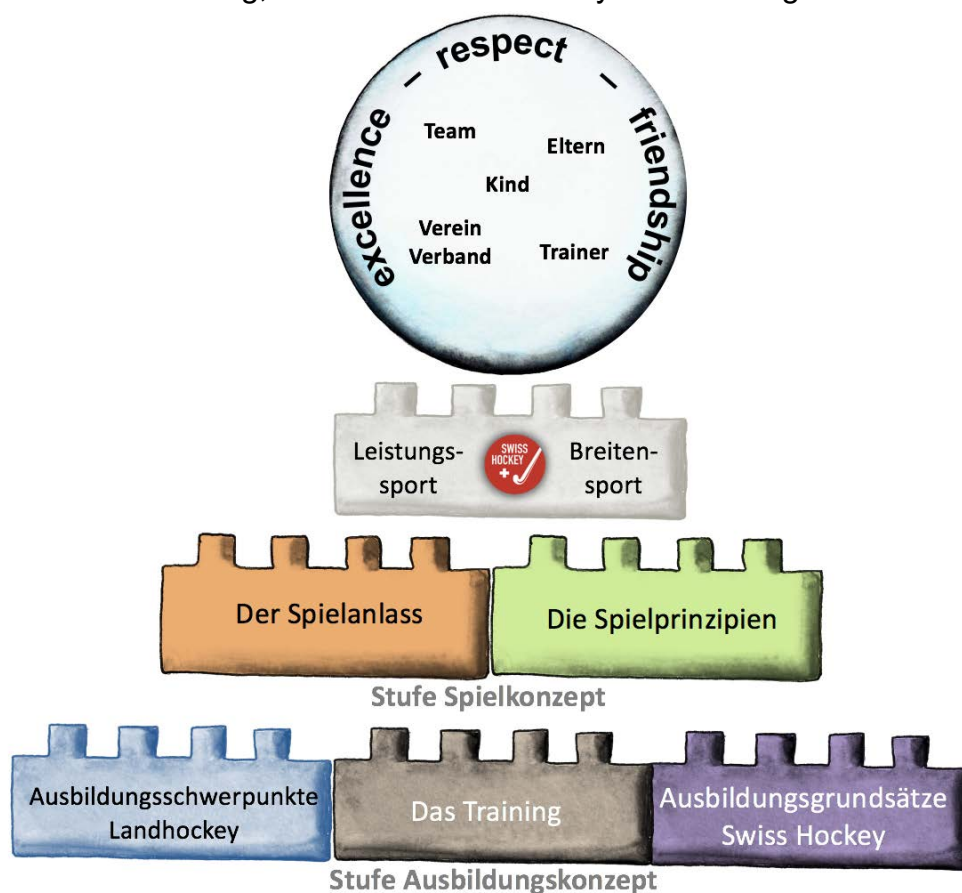 excellence – respect – friendship
Team
Eltern
Kind
Verein
Verband
Trainer
Leistungs-
sport
SWISS
HOCKEY
Breiten-
sport
Der Spielanlass
Die Spielprinzipien
Stufe Spielkonzept
Ausbildungsschwerpunkte
Landhockey
Das Training
Ausbildungsgrundsätze
Swiss Hockey
Stufe Ausbildungskonzept